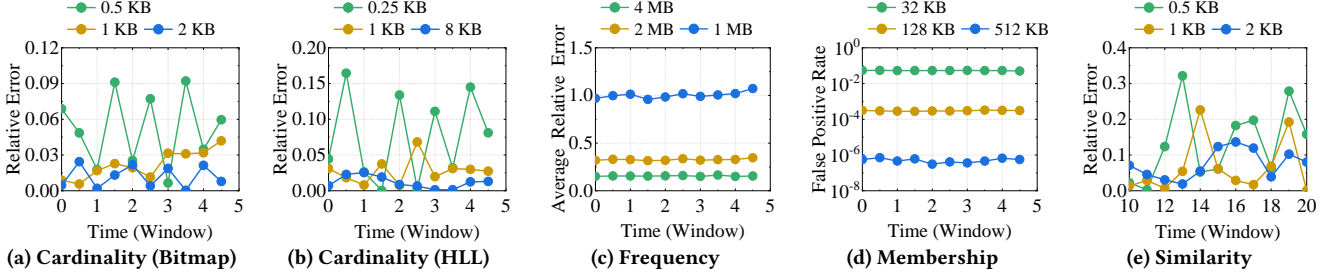 0.5 KB
1 KB 2 KB
Relative Error
0.12
0.09
0.06
0.03
0.00
0 1 2 3 4 5
Time (Window)
(a) Cardinality (Bitmap)
0.25 KB
1 KB 8 KB
Relative Error
0.20
0.15
0.10
0.05
0.00
0 1 2 3 4 5
Time (Window)
(b) Cardinality (HLL)
4 MB
2 MB 1 MB
Average Relative Error
1.5
1.0
0.5
0.0
0 1 2 3 4 5
Time (Window)
(c) Frequency
32 KB
128 KB 512 KB
False Positive Rate
10^0
10^-2
10^-4
10^-6
10^-8
0 1 2 3 4 5
Time (Window)
(d) Membership
0.5 KB
1 KB 2 KB
Relative Error
0.4
0.3
0.2
0.1
0.0
10 12 14 16 18 20
Time (Window)
(e) Similarity